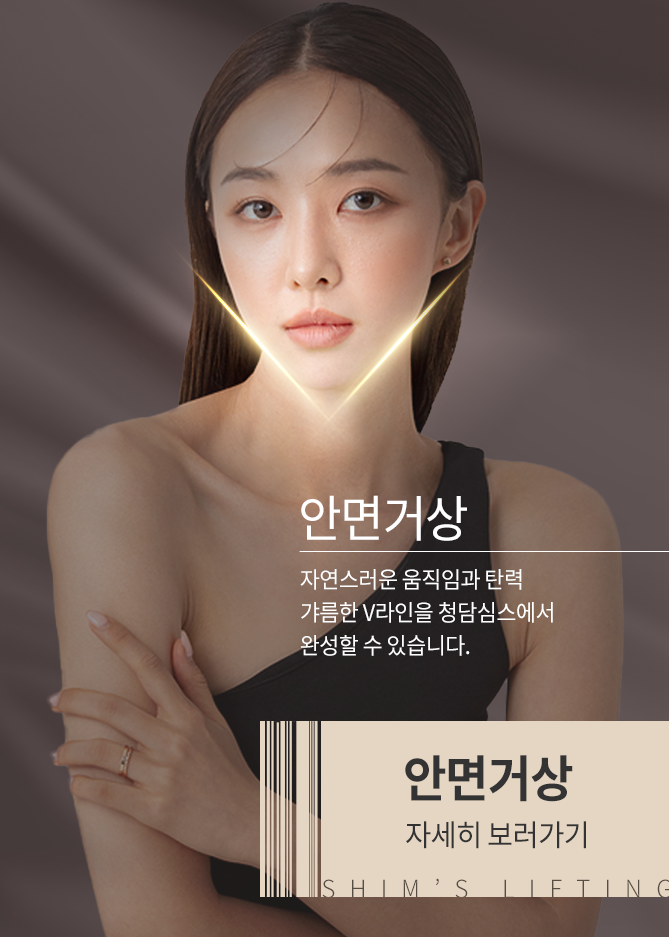 안면거상
자연스러운 움직임과 탄력
갸름한 V라인을 청담심스에서
완성할 수 있습니다.
안면거상
자세히 보러가기
SHIM’S LIFTING